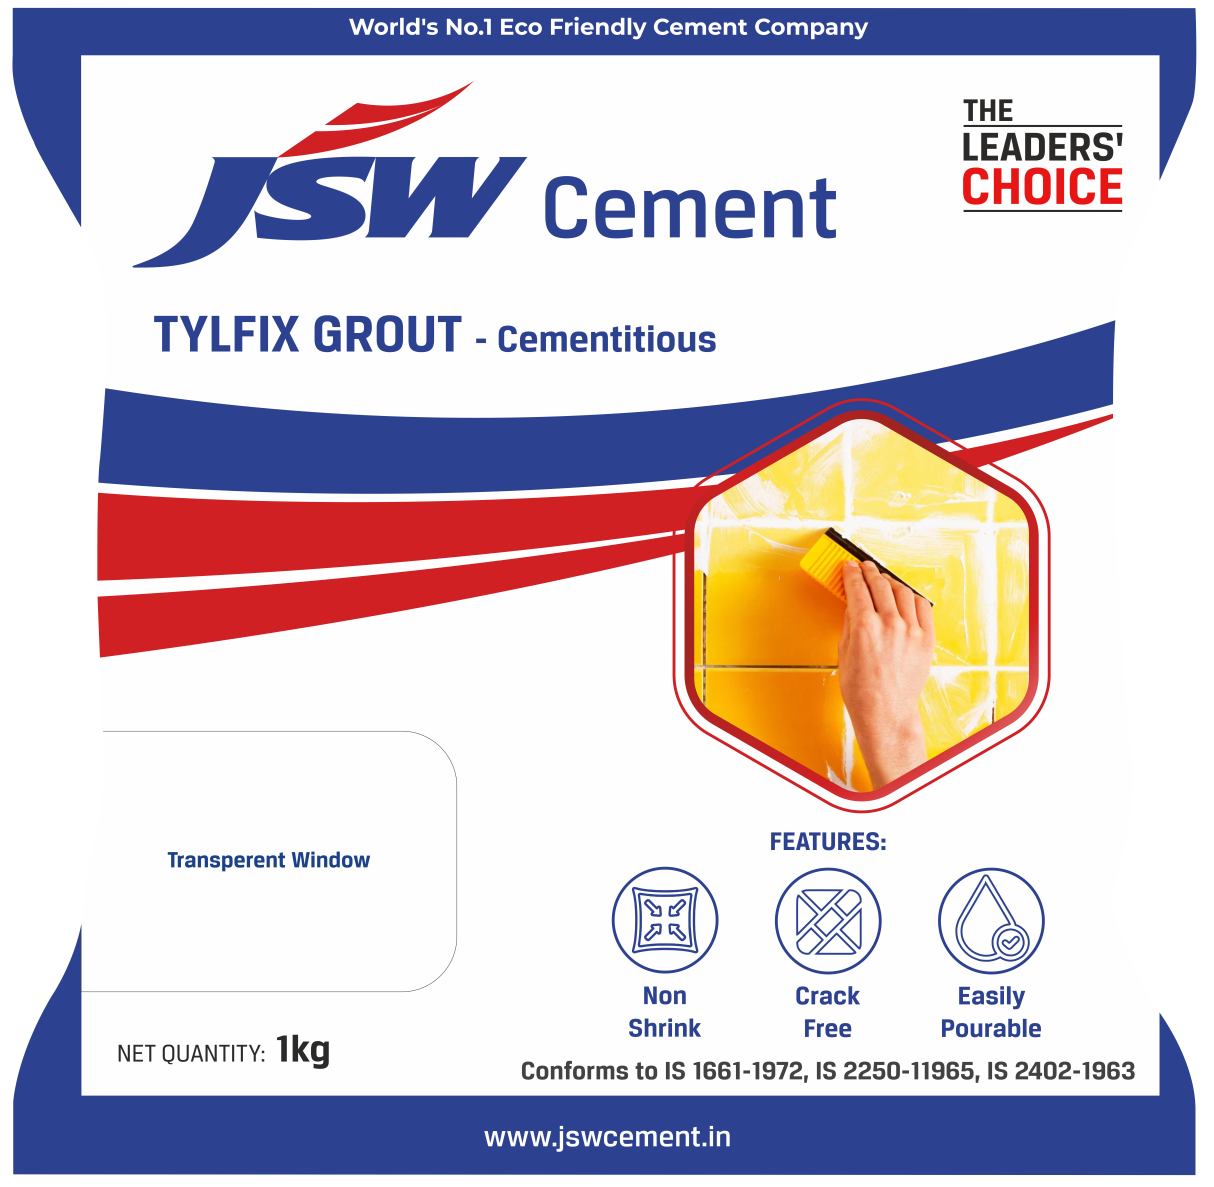 World's No.1 Eco Friendly Cement Company
JSW Cement
THE
LEADERS'
CHOICE
TYLFIX GROUT - Cementitious
FEATURES:
Transperent Window
Non
Shrink
Crack
Free
Easily
Pourable
NET QUANTITY: 1kg
Conforms to IS 1661-1972, IS 2250-11965, IS 2402-1963
www.jswcement.in